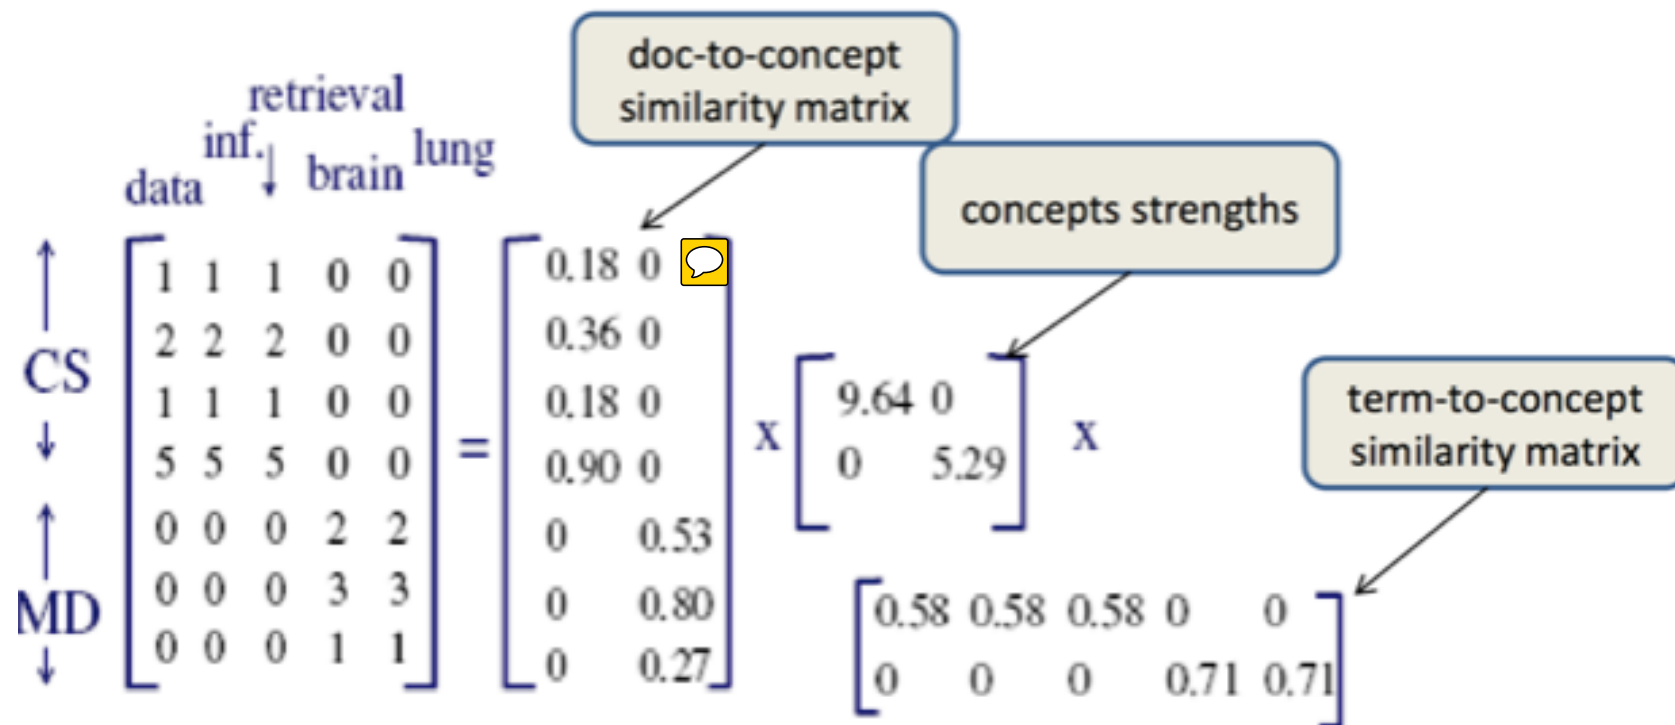 doc-to-concept
similarity matrix
retrieval
inf.↓
lung
brain
data
concepts strengths
CS
MD
1 1 1 0 0
2 2 2 0 0
1 1 1 0 0
5 5 5 0 0
0 0 0 2 2
0 0 0 3 3
0 0 0 1 1
=
0.18 0
0.36 0
0.18 0
0.90 0
0 0.53
0 0.80
0 0.27
x
9.64 0
0 5.29
x
term-to-concept
similarity matrix
0.58 0.58 0.58 0 0
0 0 0 0.71 0.71